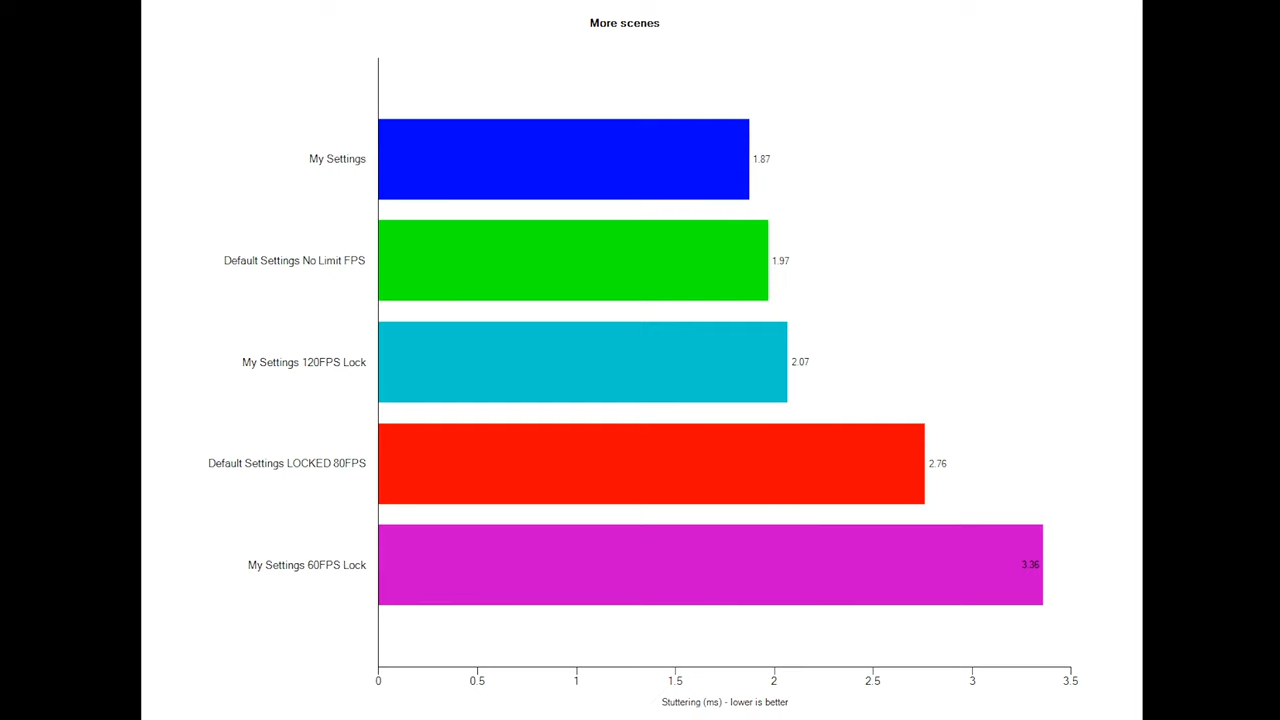 More scenes
My Settings
1.87
Default Settings No Limit FPS
1.97
My Settings 120FPS Lock
2.07
Default Settings LOCKED 80FPS
2.76
My Settings 60FPS Lock
3.36
0 0.5 1 1.5 2 2.5 3 3.5
Stuttering (ms) - lower is better